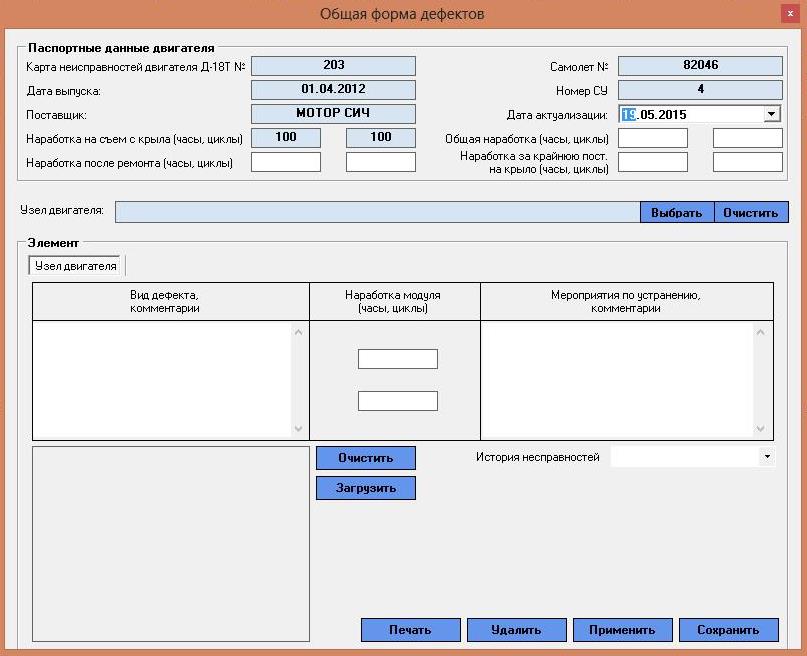 Общая форма дефектов
x
Паспортные данные двигателя
Карта неисправностей двигателя Д-18Т № 203 Самолет № 82046
Дата выпуска: 01.04.2012 Номер СУ 4
Поставщик: МОТОР СИЧ Дата актуализации: 19.05.2015
Наработка на съем с крыла (часы, циклы) 100 100 Общая наработка (часы, циклы)
Наработка после ремонта (часы, циклы) Наработка за крайнюю пост.
на крыло (часы, циклы)
Узел двигателя: Выбрать Очистить
Элемент
Узел двигателя
Вид дефекта, Наработка модуля Мероприятия по устранению,
комментарии (часы, циклы) комментарии
Очистить История несправностей
Загрузить
Печать Удалить Применить Сохранить